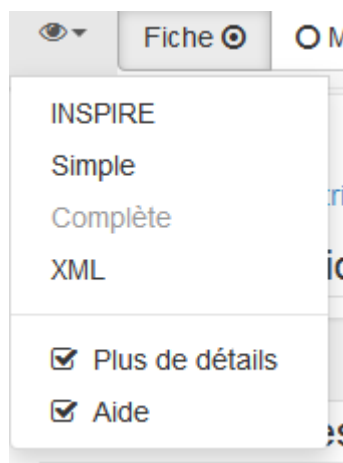 Fiche
INSPIRE
Simple
Complète
XML
Plus de détails
Aide